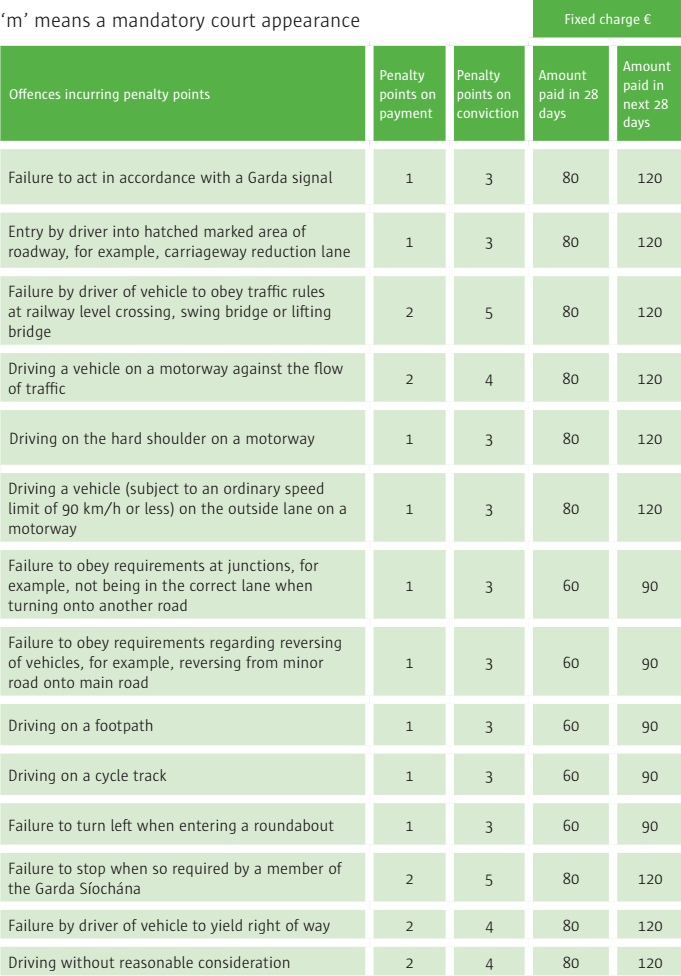 ‘m’ means a mandatory court appearance
Fixed charge €
Offences incurring penalty points
Penalty
points on
payment
Penalty
points on
conviction
Amount
paid in 28
days
Amount
paid in
next 28
days
Failure to act in accordance with a Garda signal
1
3
80
120
Entry by driver into hatched marked area of
roadway, for example, carriageway reduction lane
1
3
80
120
Failure by driver of vehicle to obey traffic rules
at railway level crossing, swing bridge or lifting
bridge
2
5
80
120
Driving a vehicle on a motorway against the flow
of traffic
2
4
80
120
Driving on the hard shoulder on a motorway
1
3
80
120
Driving a vehicle (subject to an ordinary speed
limit of 90 km/h or less) on the outside lane on a
motorway
1
3
80
120
Failure to obey requirements at junctions, for
example, not being in the correct lane when
turning onto another road
1
3
60
90
Failure to obey requirements regarding reversing
of vehicles, for example, reversing from minor
road onto main road
1
3
60
90
Driving on a footpath
1
3
60
90
Driving on a cycle track
1
3
60
90
Failure to turn left when entering a roundabout
1
3
60
90
Failure to stop when so required by a member of
the Garda Síochána
2
5
80
120
Failure by driver of vehicle to yield right of way
2
4
80
120
Driving without reasonable consideration
2
4
80
120